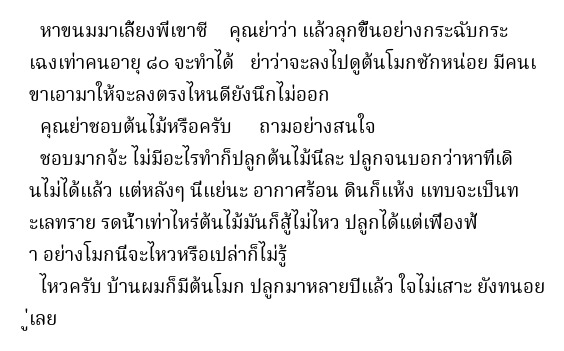 หาขนมมาเลี้ยงพี่เขาซี คุณย่าว่า แล้วลุกขึ้นอย่างกระฉับกระ
เฉงเท่าคนอายุ ๘๐ จะทำได้ ย่าว่าจะลงไปดูต้นโมกซักหน่อย มีคนเ
ขาเอามาให้จะลงตรงไหนดียังนึกไม่ออก
คุณย่าชอบต้นไม้หรือครับ ถามอย่างสนใจ
ชอบมากจ้ะ ไม่มีอะไรทำก็ปลูกต้นไม้นี่ละ ปลูกจนบอกว่าหาที่เดิ
นไม่ได้แล้ว แต่หลังๆ นี่แย่นะ อากาศร้อน ดินก็แห้ง แทบจะเป็นท
ะเลทราย รดน้ำเท่าไหร่ต้นไม้มันก็สู้ไม่ไหว ปลูกได้แต่เฟื่องฟ้
า อย่างโมกนี่จะไหวหรือเปล่าก็ไม่รู้
ไหวครับ บ้านผมก็มีต้นโมก ปลูกมาหลายปีแล้ว ใจไม่เสาะ ยังทนอย
ู่เลย